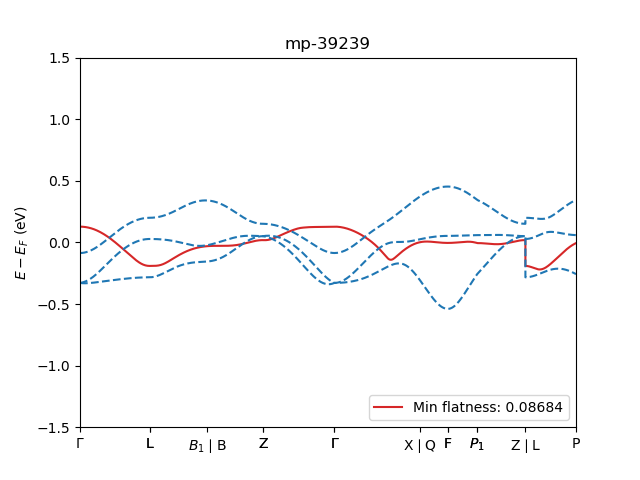 mp-39239
1.5
1.0
0.5
0.0
−0.5
−1.0
−1.5
E − E_F (eV)
Min flatness: 0.08684
Γ L B₁ | B Z Γ X | Q F P₁ Z | L P